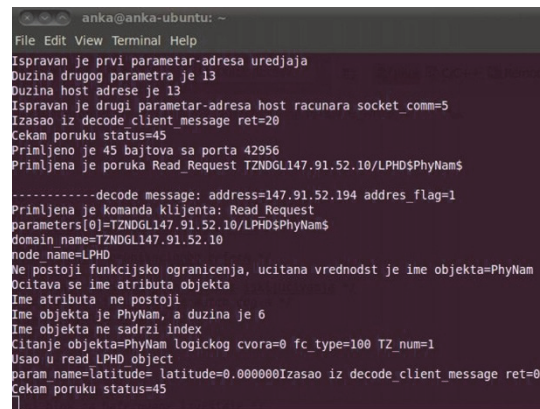 anka@anka-ubuntu: ~
File Edit View Terminal Help
Ispravan je prvi parametar-adresa uredjaja
Duzina drugog parametra je 13
Duzina host adrese je 13
Ispravan je drugi parametar-adresa host racunara socket_comm=5
Izasao iz decode_client_message ret=20
Cekam poruku status=45
Primljeno je 45 bajtova sa porta 42956
Primljena je poruka Read_Request TZNDGL147.91.52.10/LPHD$PhyNam$
------------decode message: address=147.91.52.194 addres_flag=1
Primljena je komanda klijenta: Read_Request
parameters[0]=TZNDGL147.91.52.10/LPHD$PhyNam$
domain_name=TZNDGL147.91.52.10
node_name=LPHD
Ne postoji funkcijsko ogranicenja, ucitana vrednodst je ime objekta=PhyNam
Ocitava se ime atributa objekta
Ime atributa  ne postoji
Ime objekta je PhyNam, a duzina je 6
Ime objekta ne sadrzi index
Citanje objekta=PhyNam logickog cvora=0 fc_type=100 TZ_num=1
Usao u read_LPHD_object
param_name=latitude= latitude=0.000000Izasao iz decode_client_message ret=0
Cekam poruku status=45